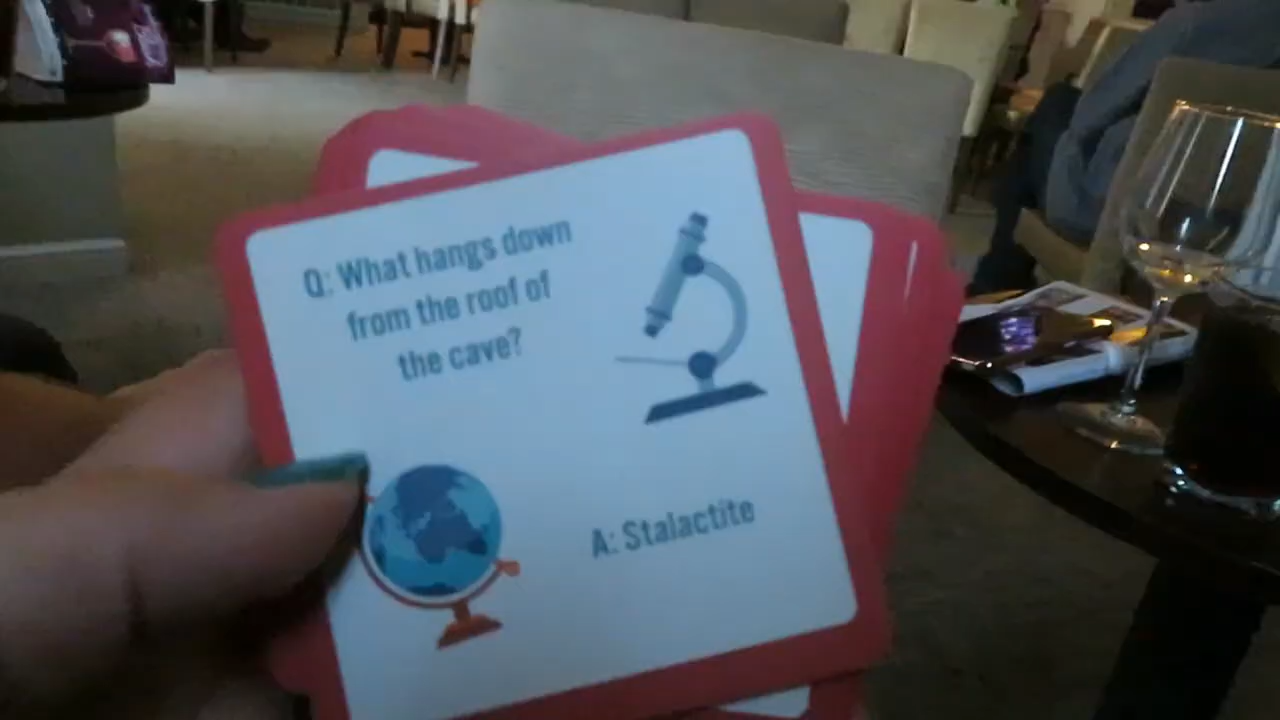 Q: What hangs down
from the roof of
the cave?
A: Stalactite